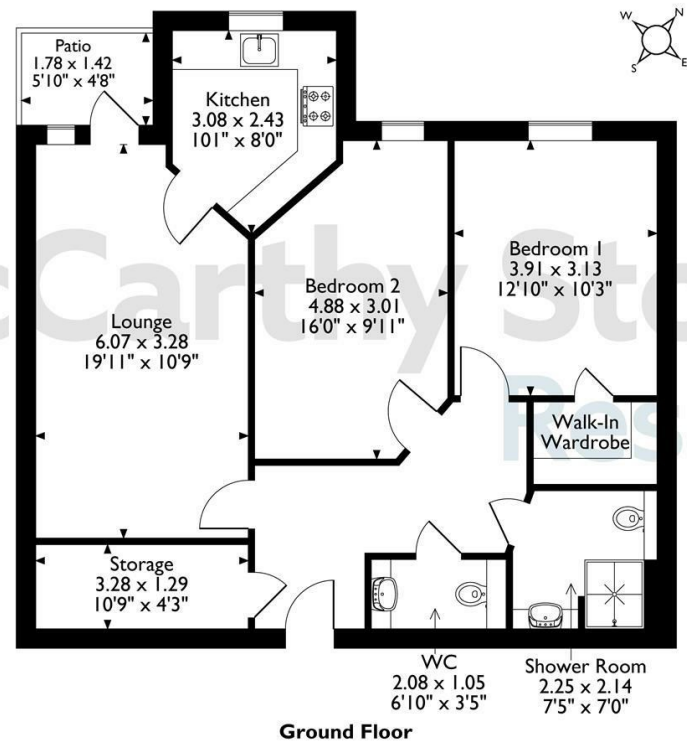 W N
S E
Patio
1.78 x 1.42
5'10" x 4'8"
Kitchen
3.08 x 2.43
101" x 8'0"
Bedroom 1
3.91 x 3.13
12'10" x 10'3"
Bedroom 2
4.88 x 3.01
16'0" x 9'11"
Lounge
6.07 x 3.28
19'11" x 10'9"
Walk-In
Wardrobe
Storage
3.28 x 1.29
10'9" x 4'3"
WC
2.08 x 1.05
6'10" x 3'5"
Shower Room
2.25 x 2.14
7'5" x 7'0"
Ground Floor
cCarthy Sto
Res